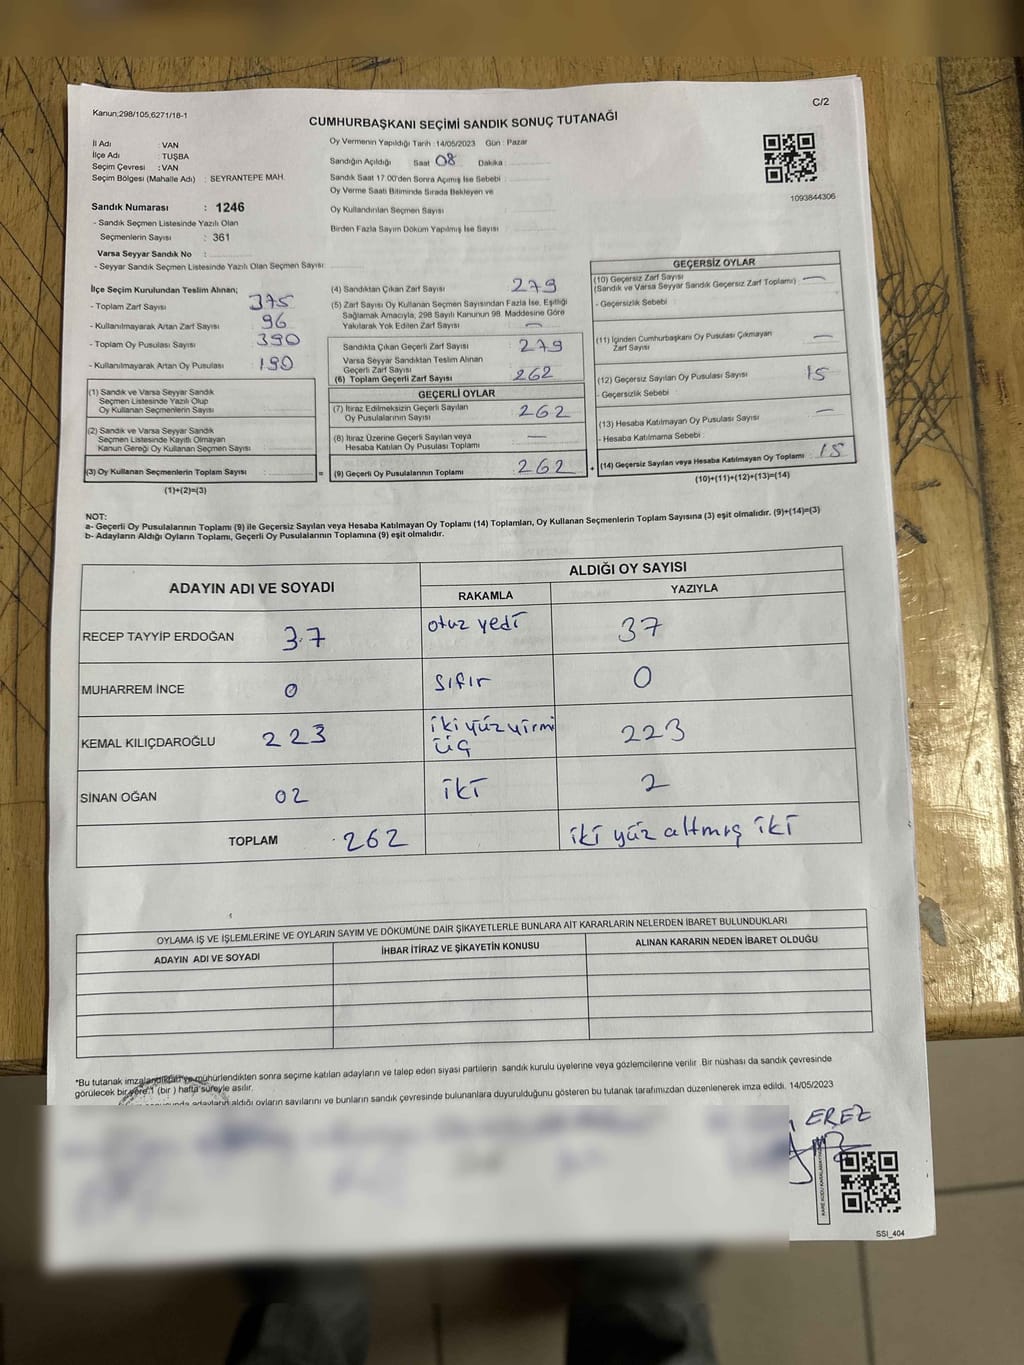 Kanun;298/105,6271/18-1
C/2
CUMHURBAŞKANI SEÇİMİ SANDIK SONUÇ TUTANAĞI
İl Adı : VAN
İlçe Adı : TUŞBA
Seçim Çevresi : VAN
Seçim Bölgesi (Mahalle Adı) : SEYRANTEPE MAH.
Sandık Numarası : 1246
- Sandık Seçmen Listesinde Yazılı Olan
Seçmenlerin Sayısı : 361
Varsa Seyyar Sandık No :
- Seyyar Sandık Seçmen Listesinde Yazılı Olan Seçmen Sayısı:
Oy Vermenin Yapıldığı Tarih : 14/05/2023 Gün : Pazar
Sandığın Açıldığı Saat 08 Dakika :
Sandık Saat 17.00'den Sonra Açımış İse Sebebi :
Oy Verme Saati Bitiminde Sırada Bekleyen ve
Oy Kullandırılan Seçmen Sayısı :
Birden Fazla Sayım Döküm Yapılmış İse Sayısı :
1093844306
İlçe Seçim Kurulundan Teslim Alınan;
- Toplam Zarf Sayısı : 375
- Kullanılmayarak Artan Zarf Sayısı : 96
- Toplam Oy Pusulası Sayısı : 390
- Kullanılmayarak Artan Oy Pusulası : 190
(1) Sandık ve Varsa Seyyar Sandık
Seçmen Listesinde Yazılı Olup
Oy Kullanan Seçmenlerin Sayısı :
(2) Sandık ve Varsa Seyyar Sandık
Seçmen Listesinde Kayıtlı Olmayan
Kanun Gereği Oy Kullanan Seçmen Sayısı :
(3) Oy Kullanan Seçmenlerin Toplam Sayısı : =
(1)+(2)=(3)
(4) Sandıktan Çıkan Zarf Sayısı : 279
(5) Zarf Sayısı Oy Kullanan Seçmen Sayısından Fazla İse, Eşitliği
Sağlamak Amacıyla, 298 Sayılı Kanunun 98. Maddesine Göre
Yakılarak Yok Edilen Zarf Sayısı : —
Sandıkta Çıkan Geçerli Zarf Sayısı : 279
Varsa Seyyar Sandıktan Teslim Alınan
Geçerli Zarf Sayısı
(6) Toplam Geçerli Zarf Sayısı : 262
GEÇERLİ OYLAR
(7) İtiraz Edilmeksizin Geçerli Sayılan
Oy Pusulalarının Sayısı : 262
(8) İtiraz Üzerine Geçerli Sayılan veya
Hesaba Katılan Oy Pusulası Toplamı : —
(9) Geçerli Oy Pusulalarının Toplamı : 262 +
GEÇERSİZ OYLAR
(10) Geçersiz Zarf Sayısı
(Sandık ve Varsa Seyyar Sandık Geçersiz Zarf Toplamı) : —
- Geçersizlik Sebebi :
(11) İçinden Cumhurbaşkanı Oy Pusulası Çıkmayan
Zarf Sayısı : —
(12) Geçersiz Sayılan Oy Pusulası Sayısı : 15
- Geçersizlik Sebebi :
(13) Hesaba Katılmayan Oy Pusulası Sayısı : —
- Hesaba Katılmama Sebebi :
(14) Geçersiz Sayılan veya Hesaba Katılmayan Oy Toplamı : 15
(10)+(11)+(12)+(13)=(14)
NOT:
a- Geçerli Oy Pusulalarının Toplamı (9) ile Geçersiz Sayılan veya Hesaba Katılmayan Oy Toplamı (14) Toplamları, Oy Kullanan Seçmenlerin Toplam Sayısına (3) eşit olmalıdır. (9)+(14)=(3)
b- Adayların Aldığı Oyların Toplamı, Geçerli Oy Pusulalarının Toplamına (9) eşit olmalıdır.
ADAYIN ADI VE SOYADI
ALDIĞI OY SAYISI
RAKAMLA YAZIYLA
RECEP TAYYİP ERDOĞAN 37 otuz yedi 37
MUHARREM İNCE 0 sıfır 0
KEMAL KILIÇDAROĞLU 223 iki yüz yirmi üç 223
SİNAN OĞAN 02 iki 2
TOPLAM 262 iki yüz altmış iki
OYLAMA İŞ VE İŞLEMLERİNE VE OYLARIN SAYIM VE DÖKÜMÜNE DAİR ŞİKAYETLERLE BUNLARA AİT KARARLARIN NELERDEN İBARET BULUNDUKLARI
ADAYIN ADI VE SOYADI İHBAR İTİRAZ VE ŞİKAYETİN KONUSU ALINAN KARARIN NEDEN İBARET OLDUĞU
*Bu tutanak imzalandıktan ve mühürlendikten sonra seçime katılan adayların ve talep eden siyasi partilerin sandık kurulu üyelerine veya gözlemcilerine verilir. Bir nüshası da sandık çevresinde
görülecek bir yere 1 (bir) hafta süreyle asılır.
adayların aldığı oyların sayılarını ve bunların sandık çevresinde bulunanlara duyurulduğunu gösteren bu tutanak tarafımızdan düzenlenerek imza edildi. 14/05/2023
EREZ
SSI_404